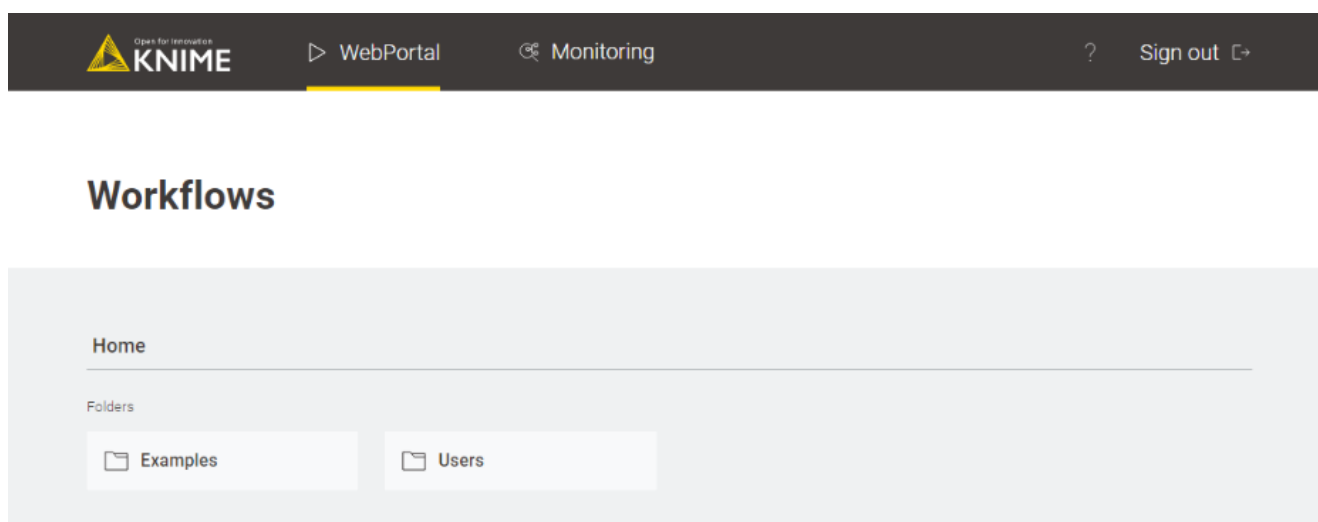 Open for Innovation
KNIME
WebPortal
Monitoring
?
Sign out
Workflows
Home
Folders
Examples
Users